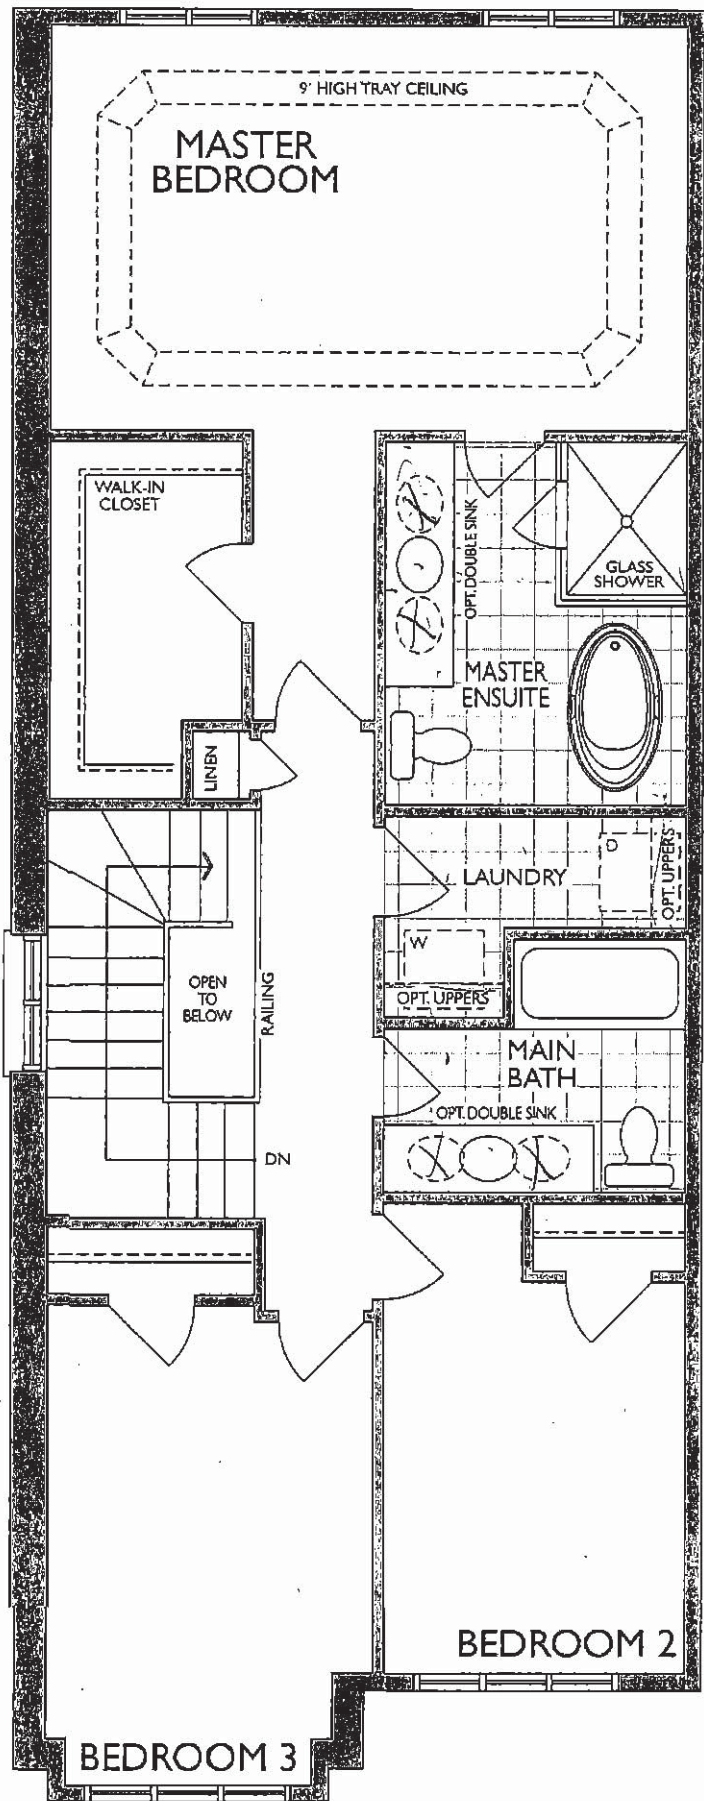 9' HIGH TRAY CEILING
MASTER
BEDROOM
WALK-IN
CLOSET
OPT. DOUBLE SINK
GLASS
SHOWER
MASTER
ENSUITE
LINEN
LAUNDRY
D
OPT. UPPERS
W
OPT. UPPERS
OPEN
TO
BELOW
RAILING
MAIN
BATH
OPT. DOUBLE SINK
DN
BEDROOM 2
BEDROOM 3